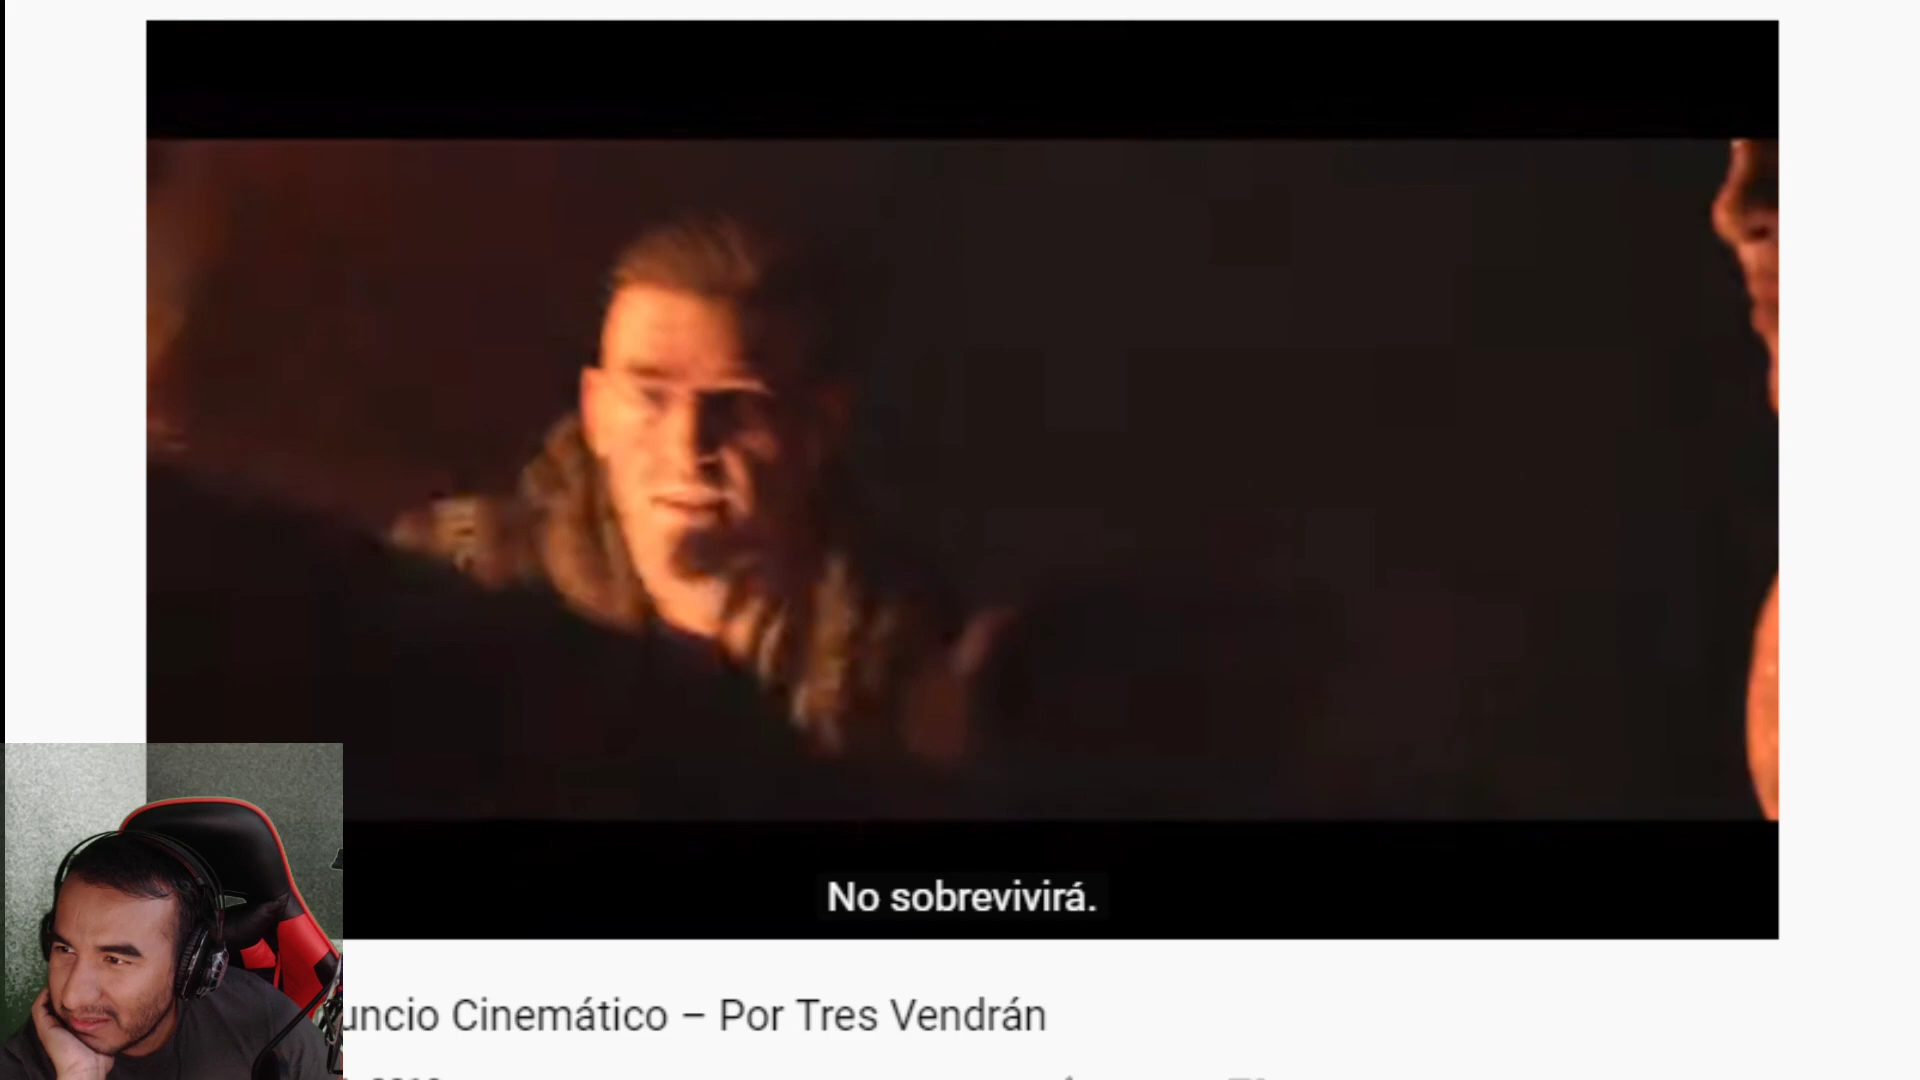 No sobrevivirá.
uncio Cinemático – Por Tres Vendrán